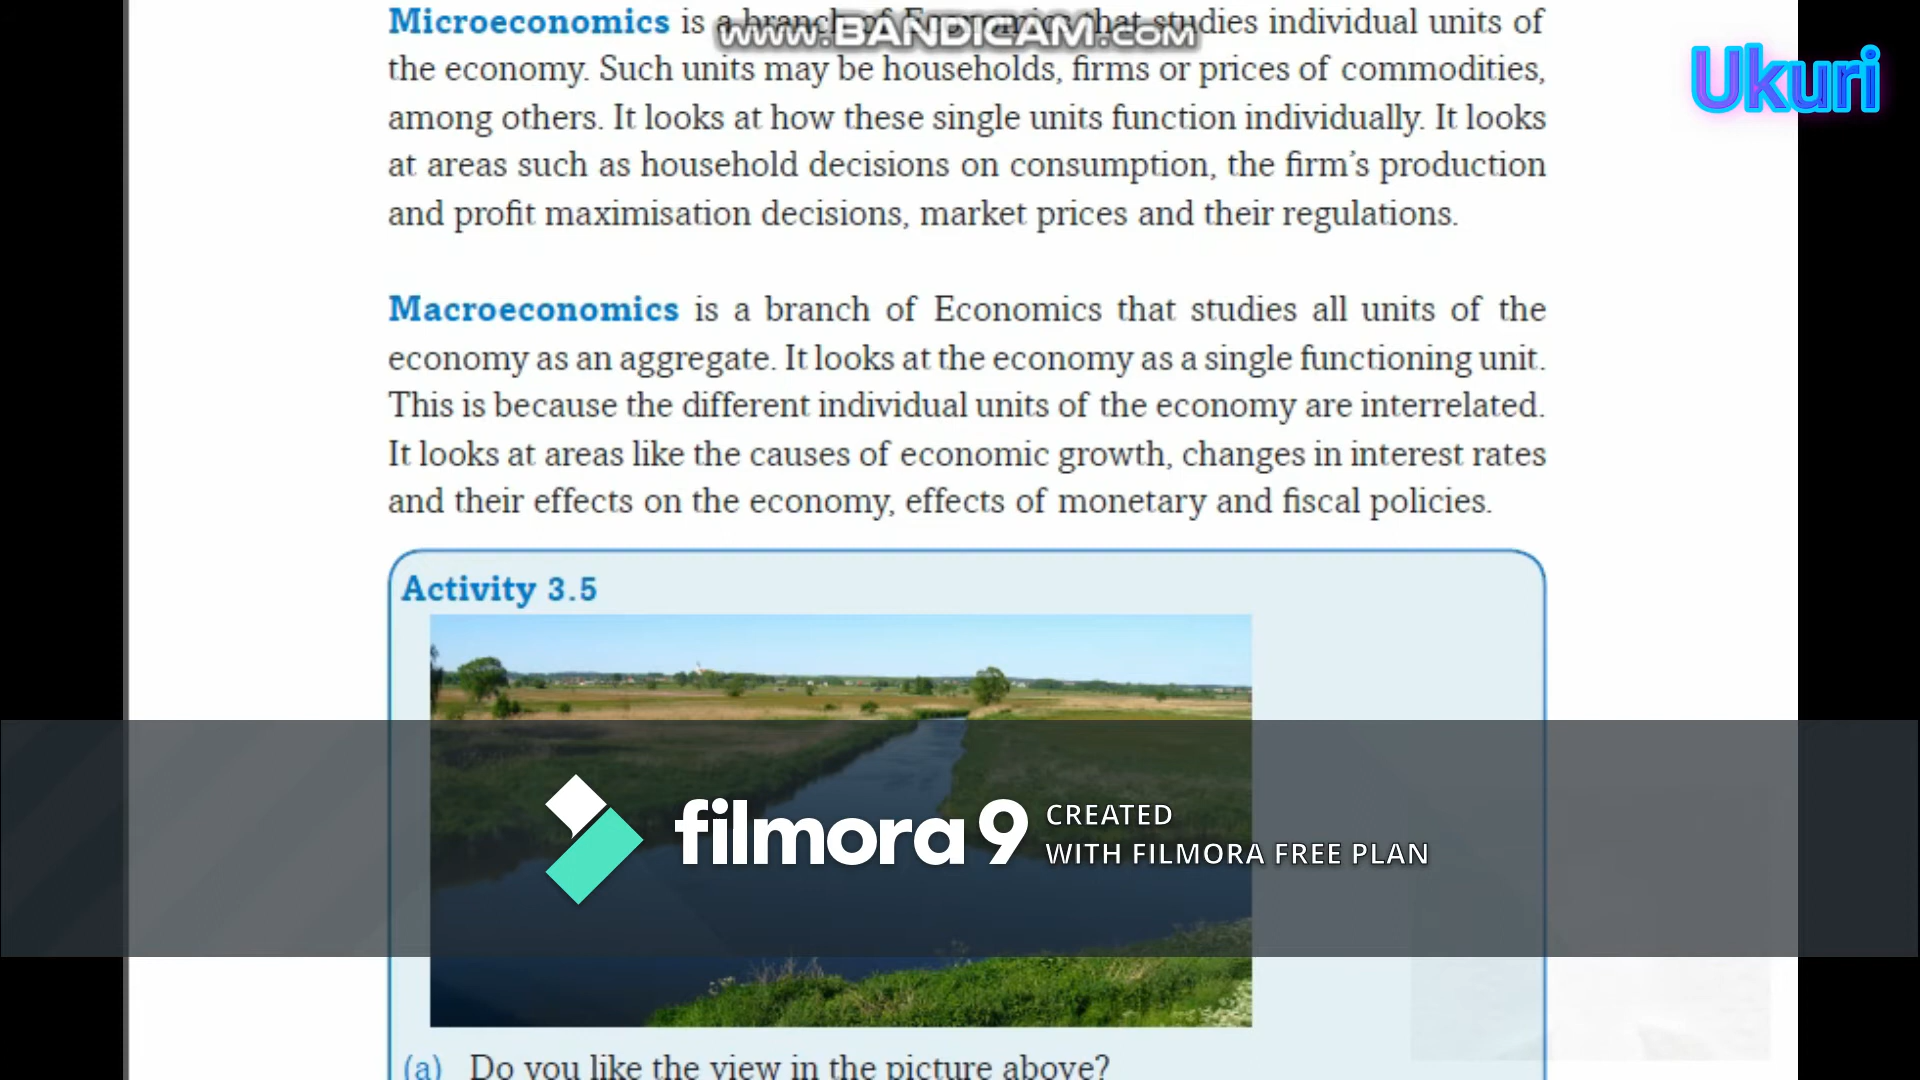 Microeconomics is a branch of Economics that studies individual units of
www.BANDICAM.com
Ukuri
the economy. Such units may be households, firms or prices of commodities,
among others. It looks at how these single units function individually. It looks
at areas such as household decisions on consumption, the firm's production
and profit maximisation decisions, market prices and their regulations.
Macroeconomics is a branch of Economics that studies all units of the
economy as an aggregate. It looks at the economy as a single functioning unit.
This is because the different individual units of the economy are interrelated.
It looks at areas like the causes of economic growth, changes in interest rates
and their effects on the economy, effects of monetary and fiscal policies.
Activity 3.5
filmora 9
CREATED
WITH FILMORA FREE PLAN
(a) Do you like the view in the picture above?